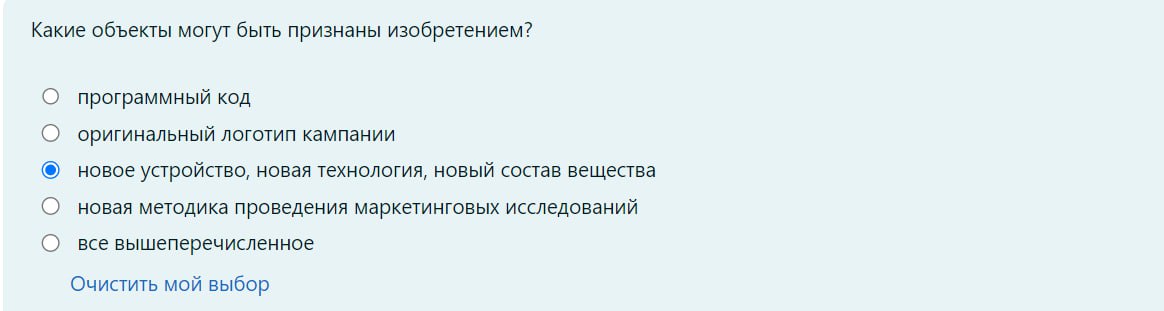 Какие объекты могут быть признаны изобретением?
программный код
оригинальный логотип кампании
новое устройство, новая технология, новый состав вещества
новая методика проведения маркетинговых исследований
все вышеперечисленное
Очистить мой выбор